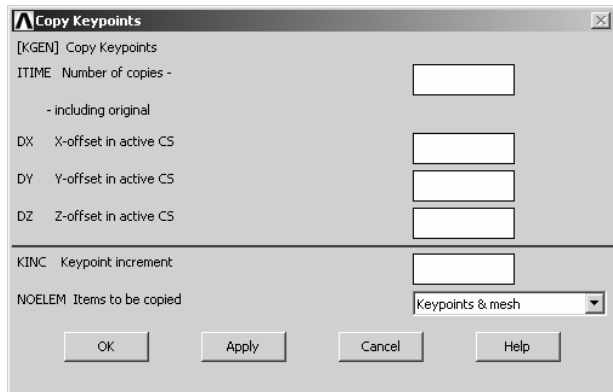 Copy Keypoints
[KGEN] Copy Keypoints
ITIME Number of copies -
- including original
DX X-offset in active CS
DY Y-offset in active CS
DZ Z-offset in active CS
KINC Keypoint increment
NOELEM Items to be copied Keypoints & mesh
OK Apply Cancel Help